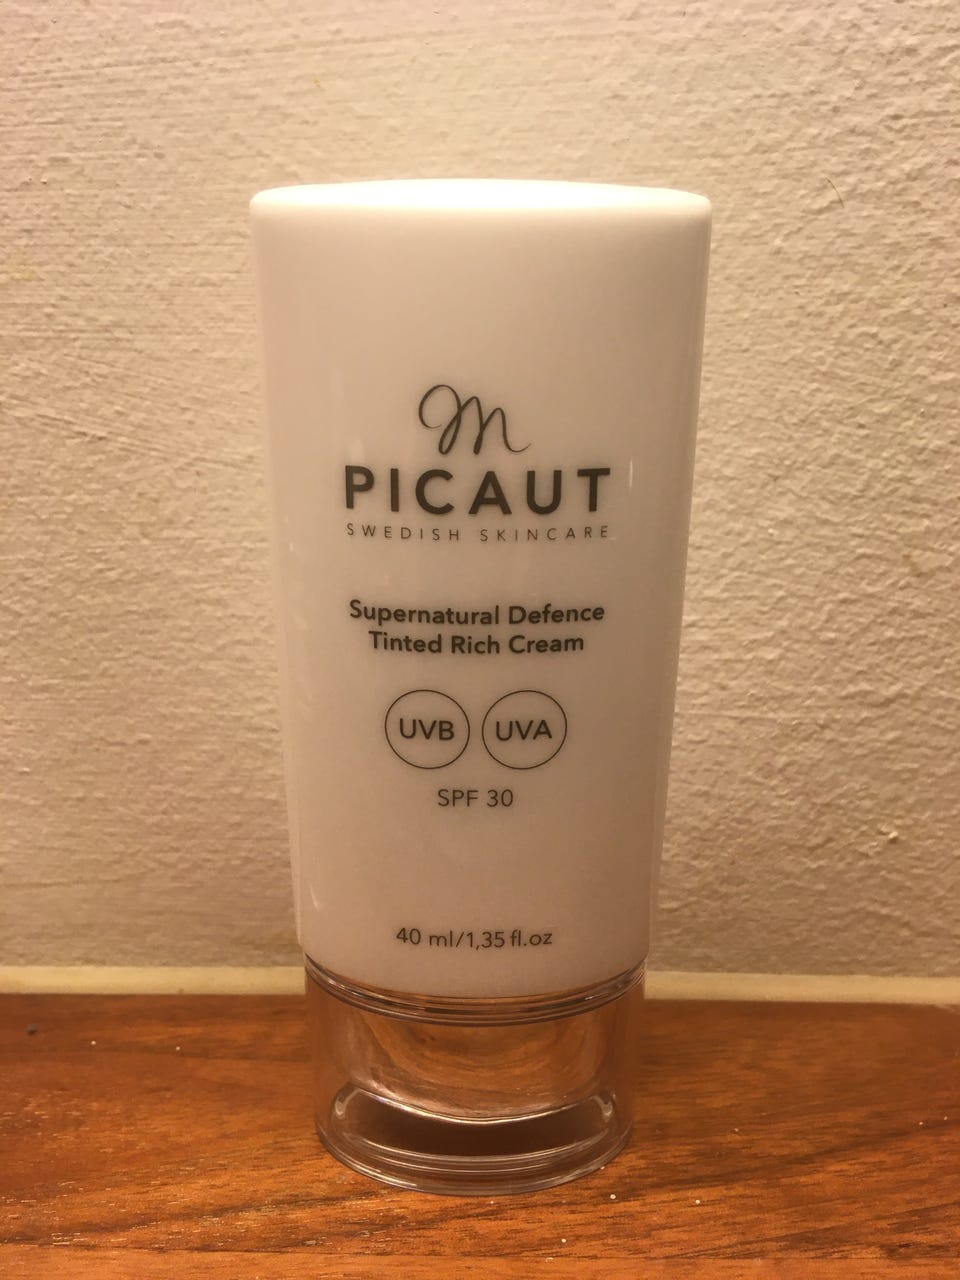 M
PICAUT
SWEDISH SKINCARE
Supernatural Defence
Tinted Rich Cream
UVB UVA
SPF 30
40 ml/1,35 fl.oz